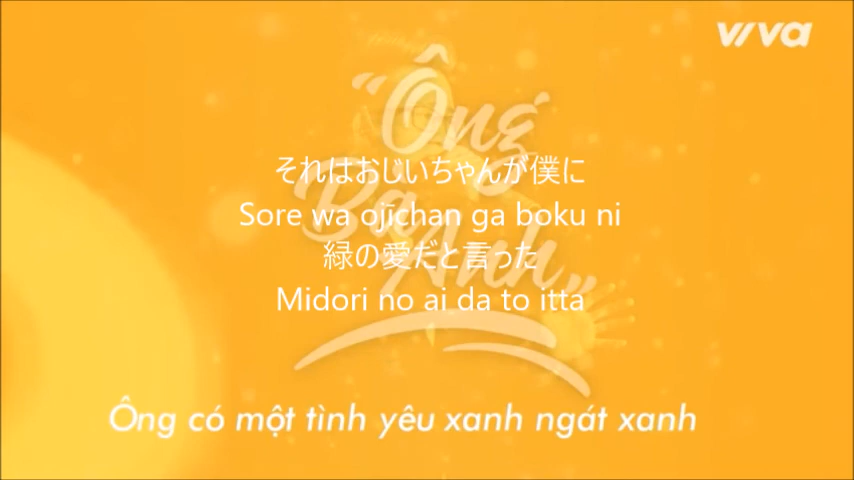 VIVA
“Ông
Bà Anh”
それはおじいちゃんが僕に
Sore wa ojīchan ga boku ni
緑の愛だと言った
Midori no ai da to itta
Ông có một tình yêu xanh ngát xanh